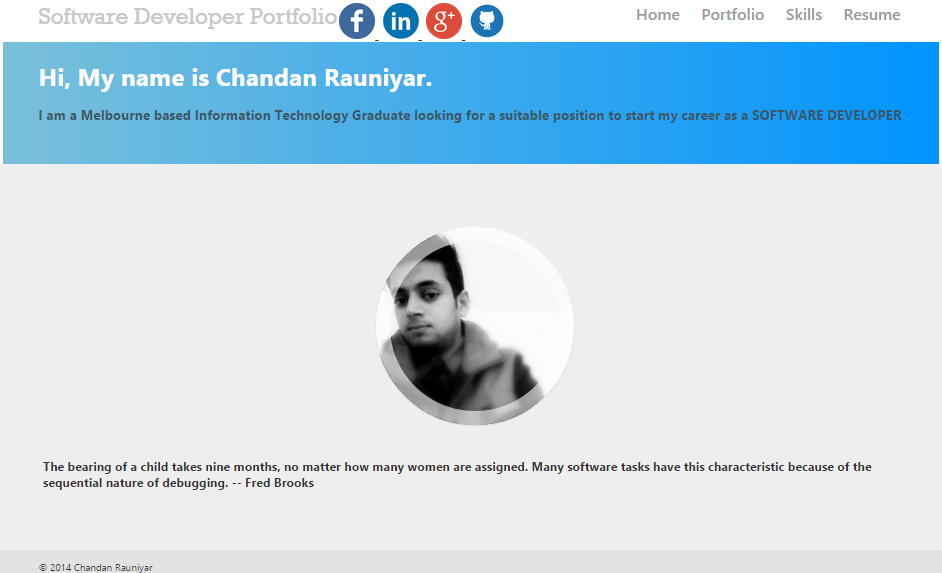 Software Developer Portfolio f in g+ Home Portfolio Skills Resume
Hi, My name is Chandan Rauniyar.
I am a Melbourne based Information Technology Graduate looking for a suitable position to start my career as a SOFTWARE DEVELOPER
The bearing of a child takes nine months, no matter how many women are assigned. Many software tasks have this characteristic because of the
sequential nature of debugging. -- Fred Brooks
© 2014 Chandan Rauniyar